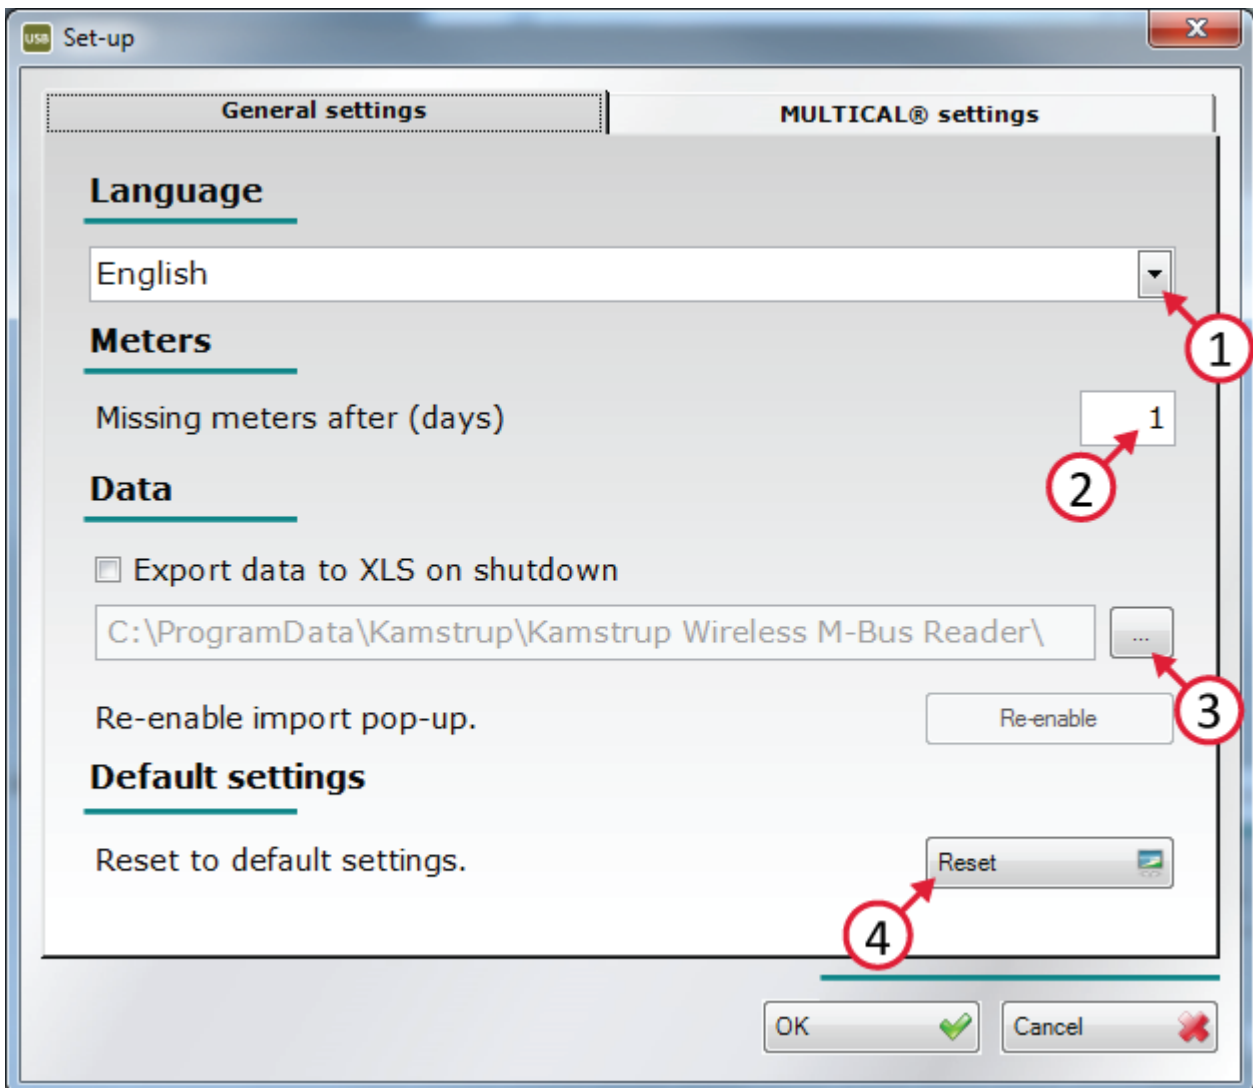 USB Set-up
General settings MULTICAL® settings
Language
English
1
Meters
Missing meters after (days) 1
2
Data
Export data to XLS on shutdown
C:\ProgramData\Kamstrup\Kamstrup Wireless M-Bus Reader\ ...
3
Re-enable import pop-up. Re-enable
Default settings
Reset to default settings. Reset
4
OK Cancel